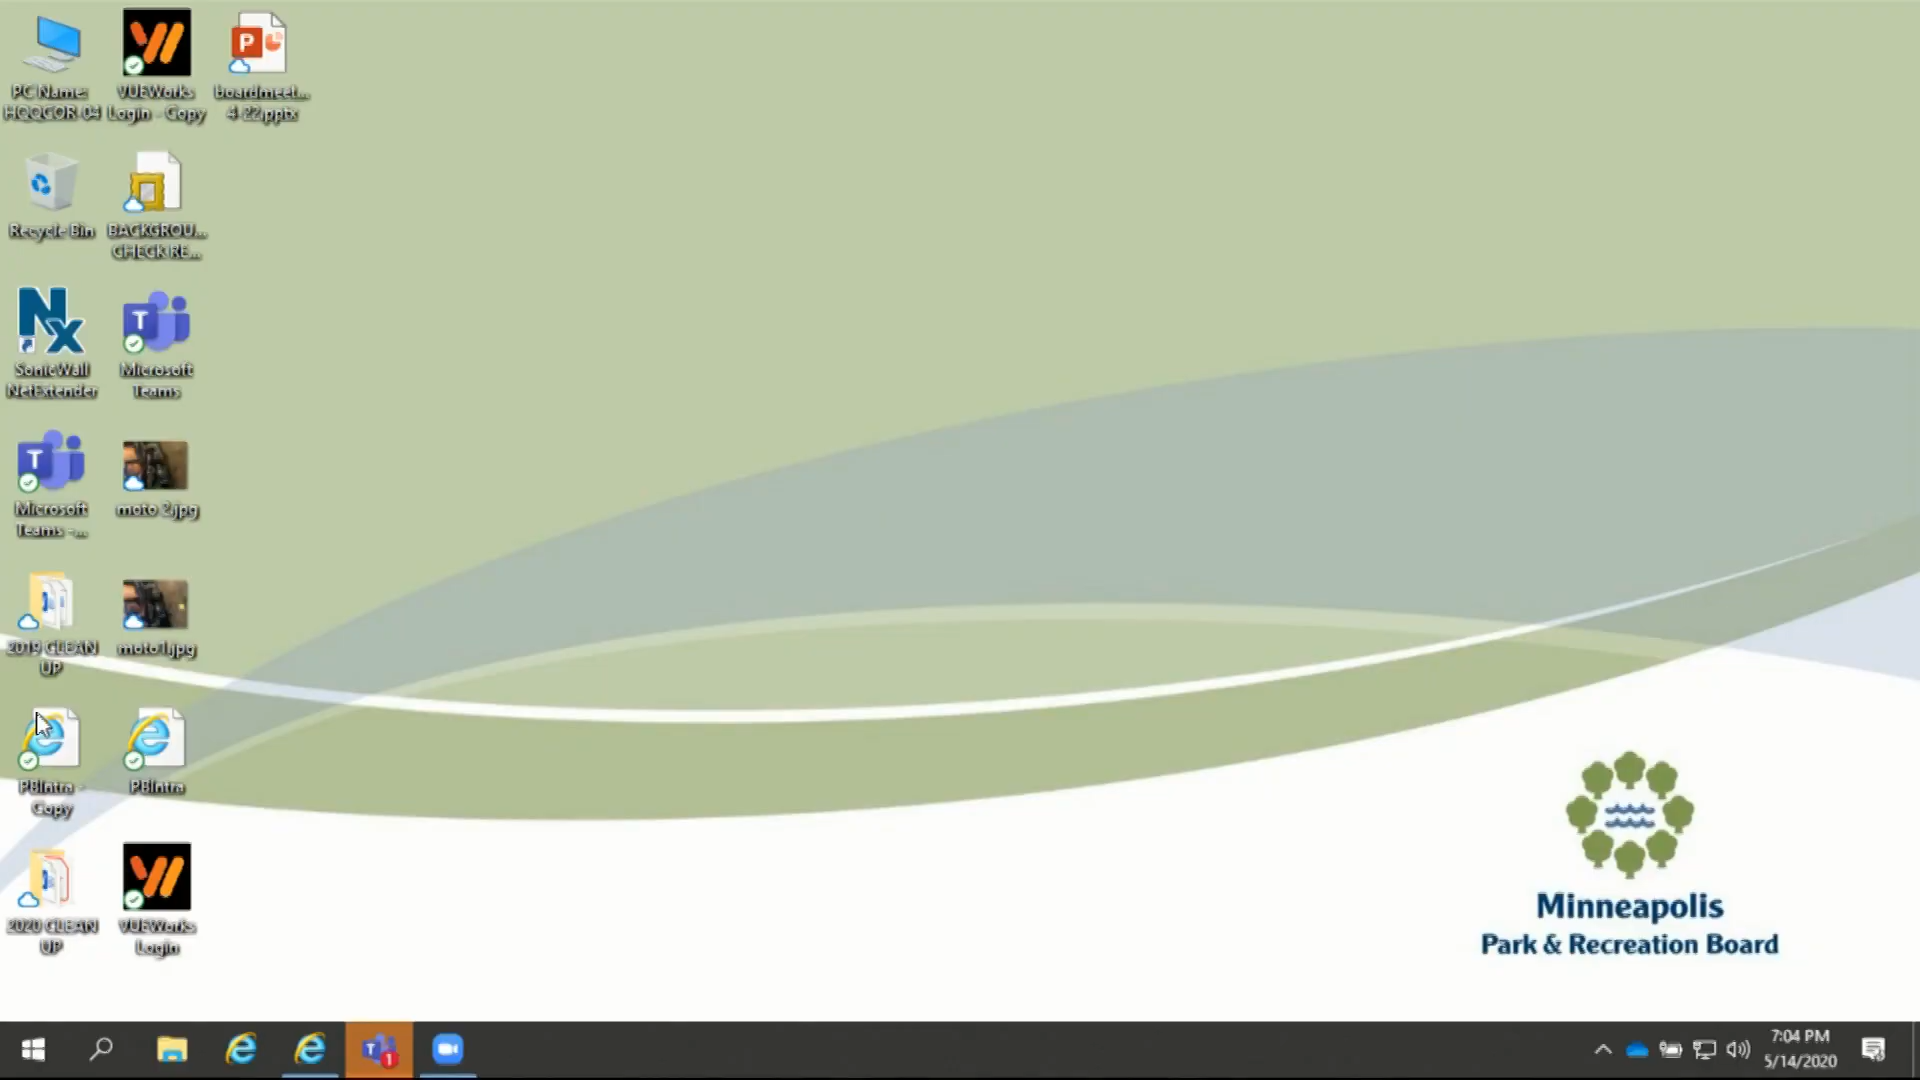 PC Name:
HQQCOR-04
VUEWorks
Login - Copy
boardmeet...
4-22.pptx
Recycle Bin
BACKGROU...
CHECK RE...
SonicWall
NetExtender
Microsoft
Teams
Microsoft
Teams -...
moto 2.jpg
2019 CLEAN
UP
moto1.jpg
PBIntra -
Copy
PBIntra
2020 CLEAN
UP
VUEWorks
Login
Minneapolis
Park & Recreation Board
1
7:04 PM
5/14/2020